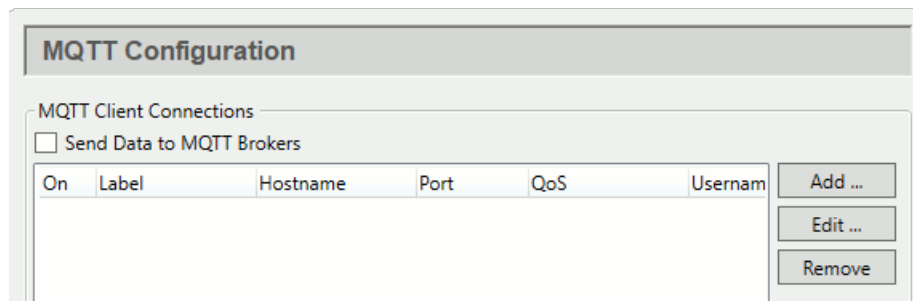 MQTT Configuration
MQTT Client Connections
Send Data to MQTT Brokers
On Label Hostname Port QoS Usernam
Add ...
Edit ...
Remove